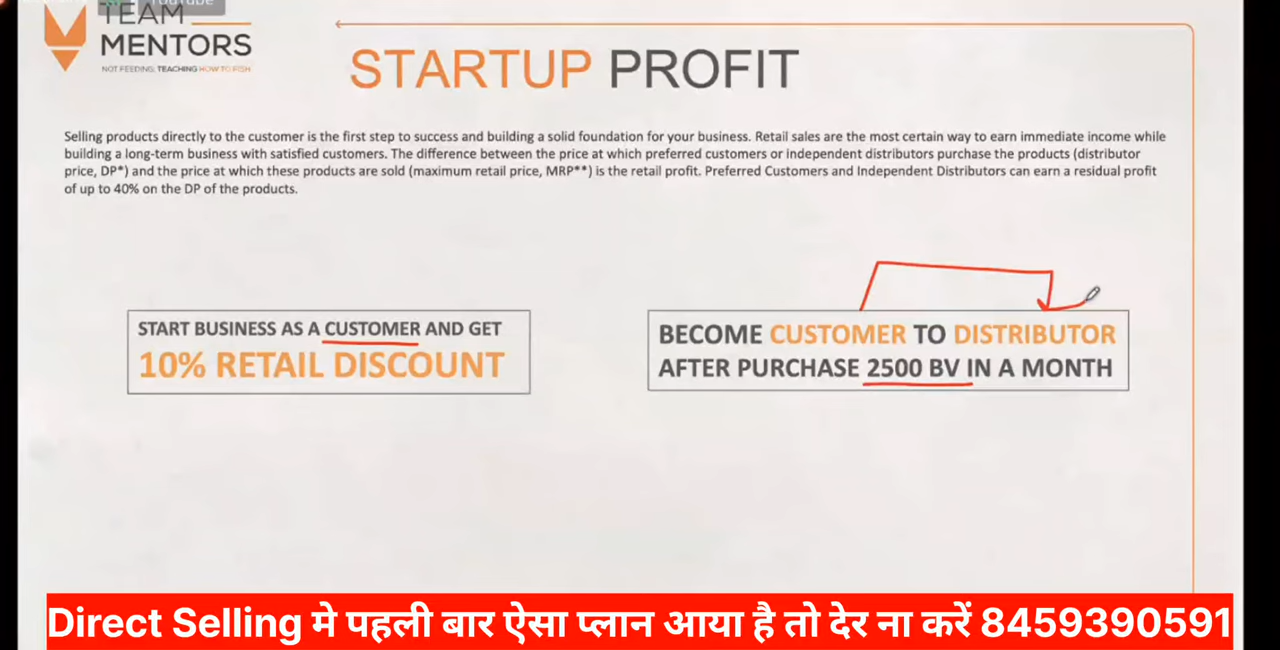 TEAM
YouTube
MENTORS
NOT FEEDING, TEACHING HOW TO FISH
STARTUP PROFIT
Selling products directly to the customer is the first step to success and building a solid foundation for your business. Retail sales are the most certain way to earn immediate income while
building a long-term business with satisfied customers. The difference between the price at which preferred customers or independent distributors purchase the products (distributor
price, DP*) and the price at which these products are sold (maximum retail price, MRP**) is the retail profit. Preferred Customers and Independent Distributors can earn a residual profit
of up to 40% on the DP of the products.
START BUSINESS AS A CUSTOMER AND GET
10% RETAIL DISCOUNT
BECOME CUSTOMER TO DISTRIBUTOR
AFTER PURCHASE 2500 BV IN A MONTH
Direct Selling मे पहली बार ऐसा प्लान आया है तो देर ना करें 8459390591